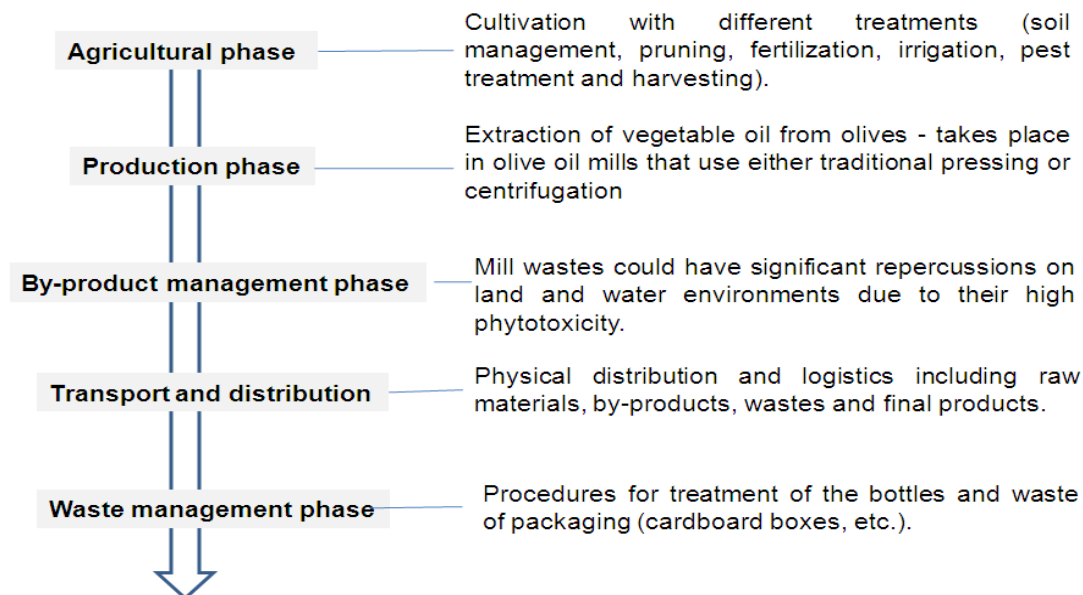 Agricultural phase
Cultivation with different treatments (soil
management, pruning, fertilization, irrigation, pest
treatment and harvesting).
Production phase
Extraction of vegetable oil from olives - takes place
in olive oil mills that use either traditional pressing or
centrifugation
By-product management phase
Mill wastes could have significant repercussions on
land and water environments due to their high
phytotoxicity.
Transport and distribution
Physical distribution and logistics including raw
materials, by-products, wastes and final products.
Waste management phase
Procedures for treatment of the bottles and waste
of packaging (cardboard boxes, etc.).